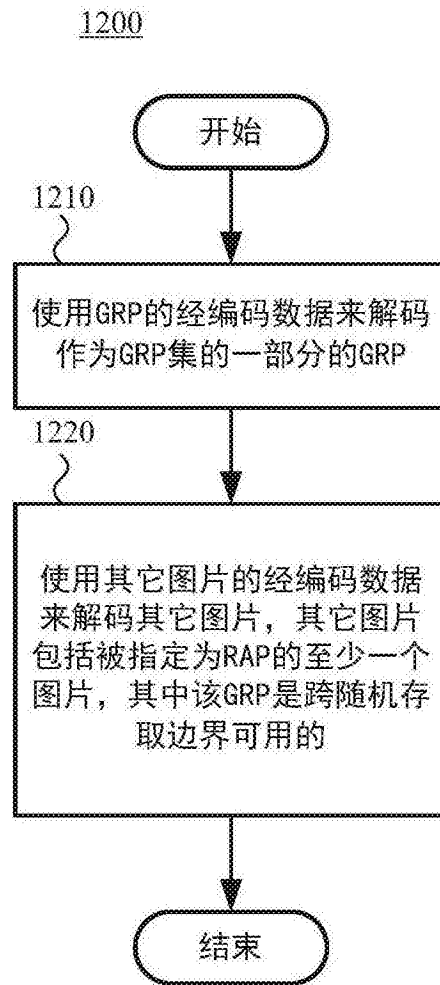 1200
开始
1210
使用GRP的经编码数据来解码
作为GRP集的一部分的GRP
1220
使用其它图片的经编码数据
来解码其它图片，其它图片
包括被指定为RAP的至少一个
图片，其中该GRP是跨随机存
取边界可用的
结束